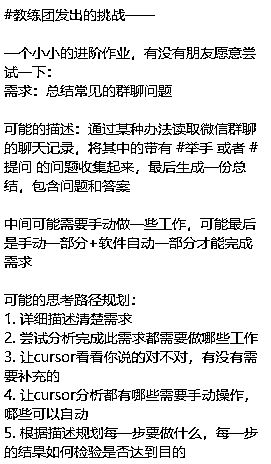 #教练团发出的挑战——
一个小小的进阶作业，有没有朋友愿意尝
试一下：
需求：总结常见的群聊问题
可能的描述：通过某种办法读取微信群聊
的聊天记录，将其中的带有 #举手 或者 #
提问 的问题收集起来，最后生成一份总
结，包含问题和答案
中间可能需要手动做一些工作，可能最后
是手动一部分+软件自动一部分才能完成
需求
可能的思考路径规划：
1. 详细描述清楚需求
2. 尝试分析完成此需求都需要做哪些工作
3. 让cursor看看你说的对不对，有没有需
要补充的
4. 让cursor分析都有哪些需要手动操作，
哪些可以自动
5. 根据描述规划每一步要做什么，每一步
的结果如何检验是否达到目的